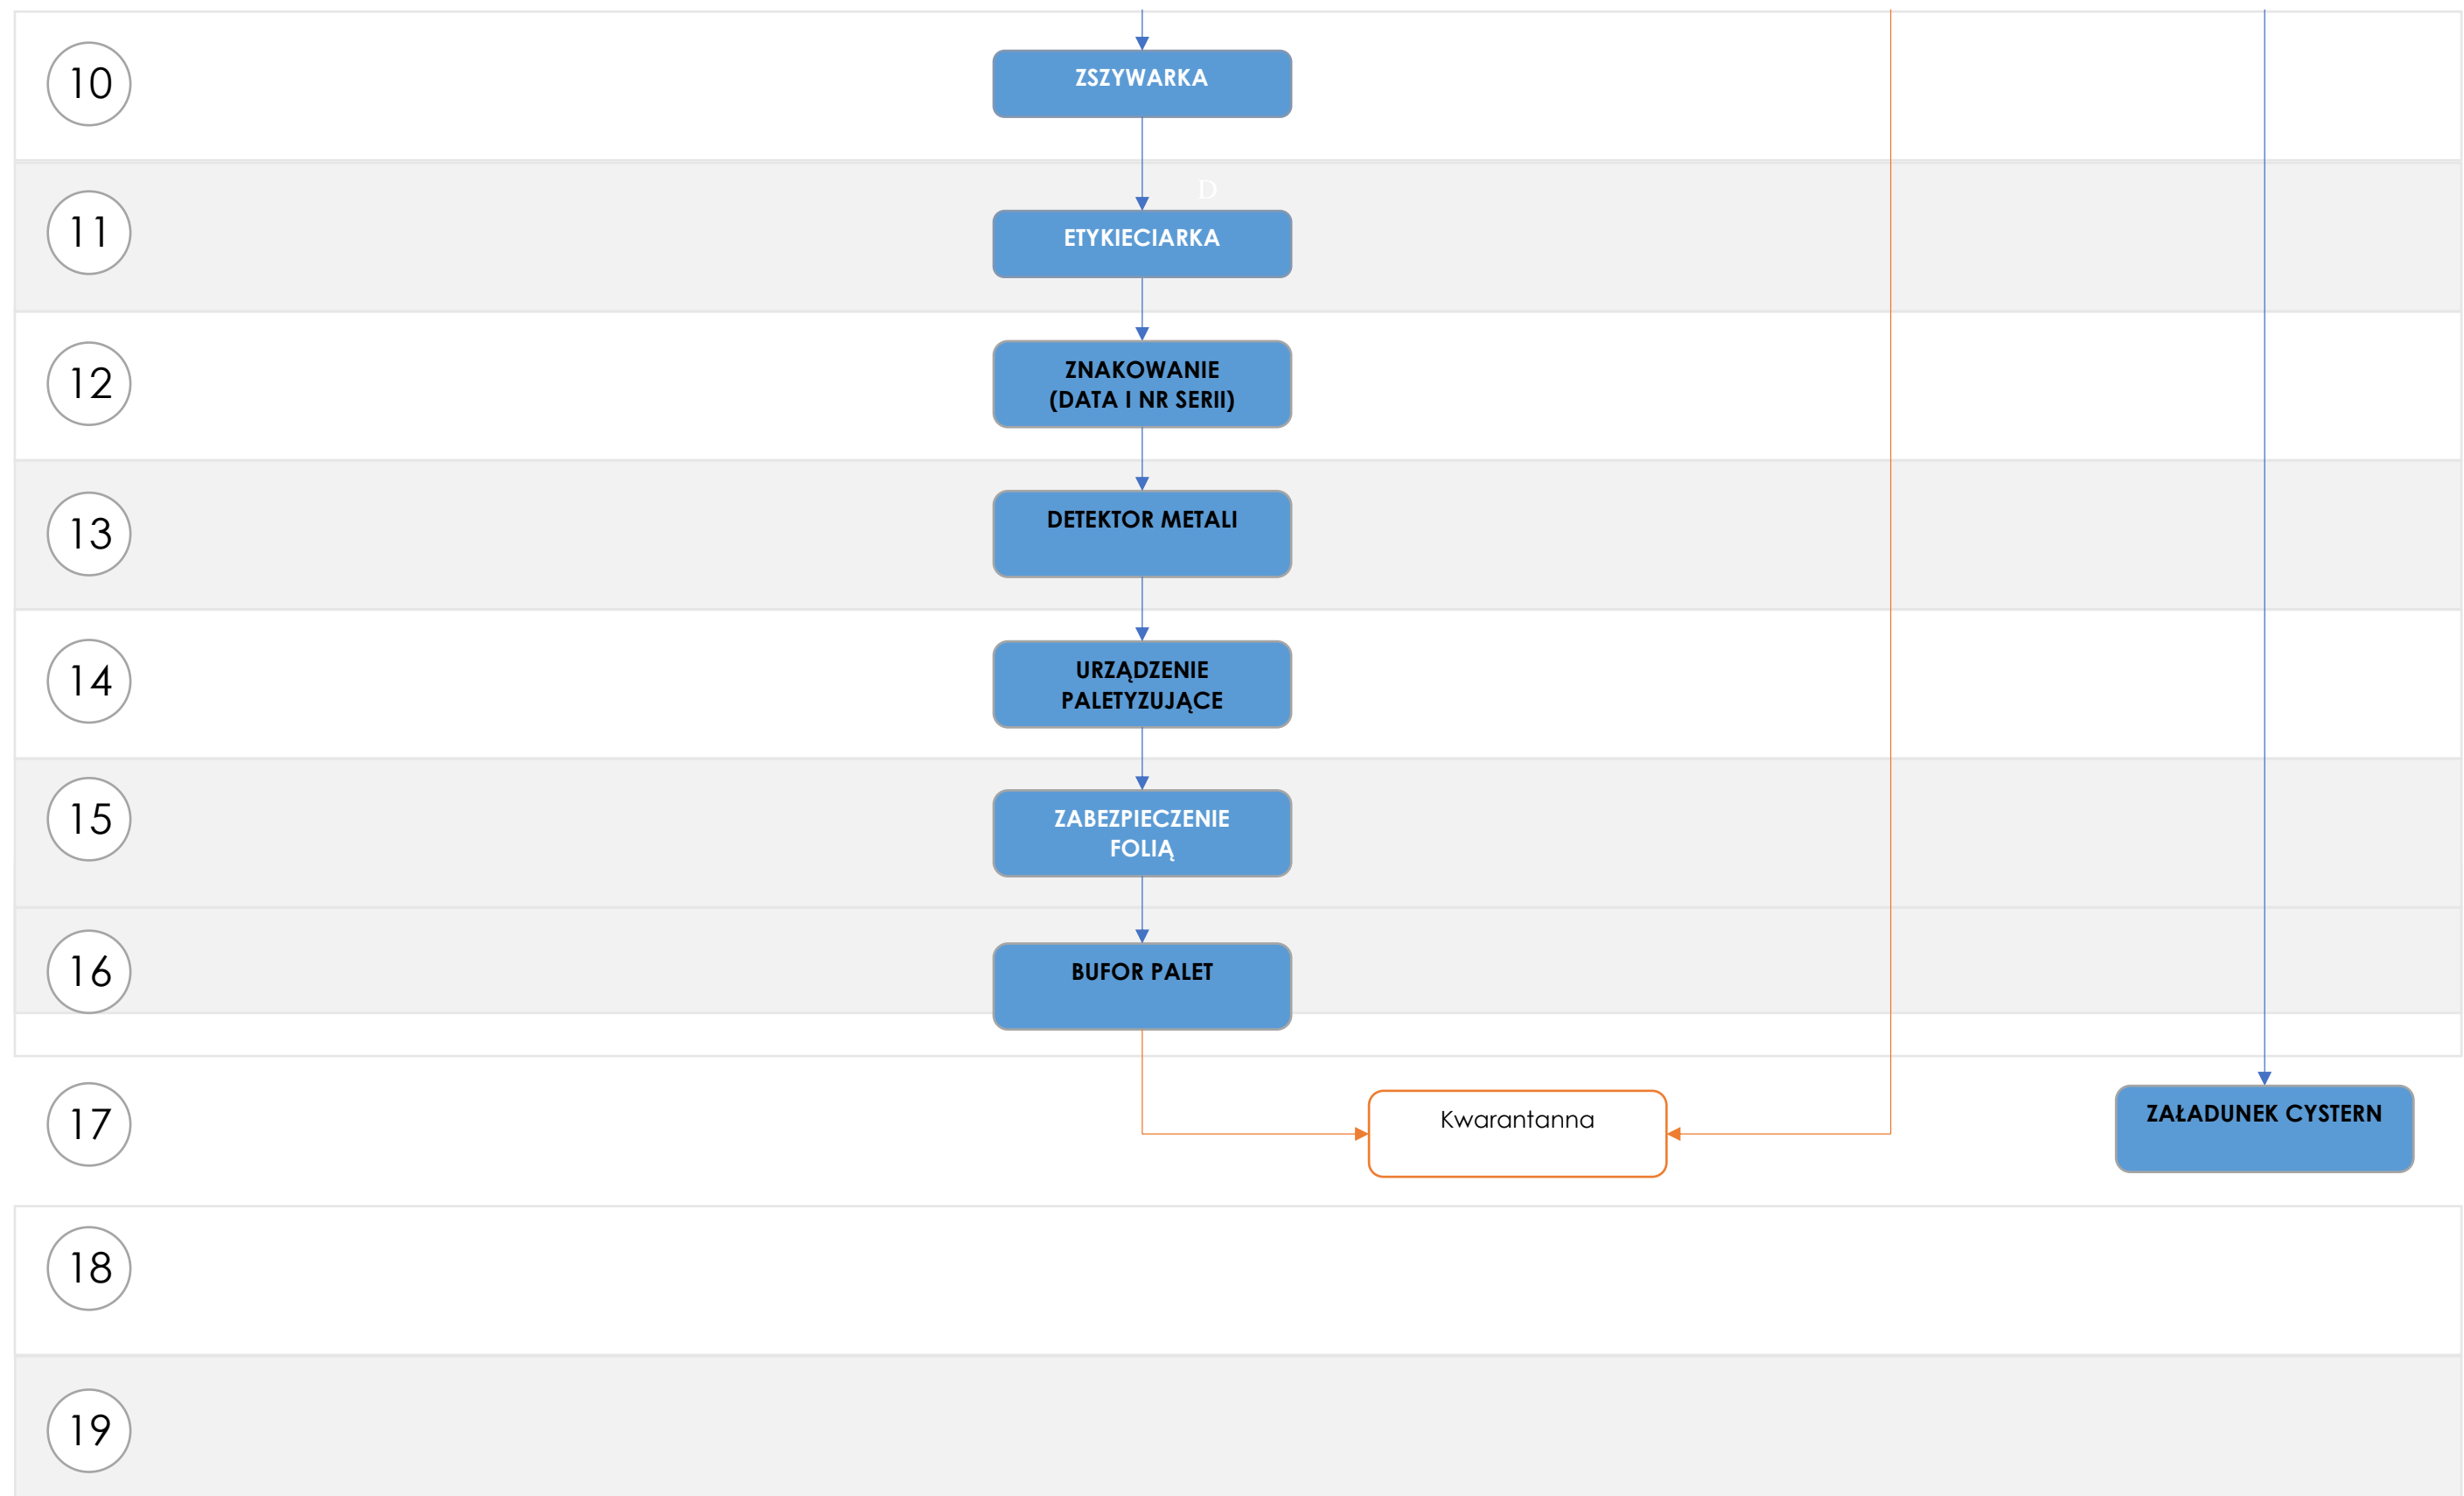 10
ZSZYWARKA
D
11
ETYKIECIARKA
12
ZNAKOWANIE
(DATA I NR SERII)
13
DETEKTOR METALI
14
URZĄDZENIE
PALETYZUJĄCE
15
ZABEZPIECZENIE
FOLIĄ
16
BUFOR PALET
17
Kwarantanna
ZAŁADUNEK CYSTERN
18
19